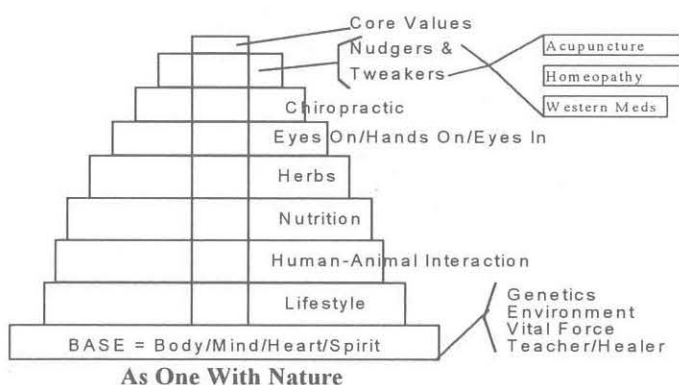 Core Values
Nudgers &
Tweakers
Acupuncture
Homeopathy
Western Meds
Chiropractic
Eyes On/Hands On/Eyes In
Herbs
Nutrition
Human-Animal Interaction
Lifestyle
BASE = Body/Mind/Heart/Spirit
Genetics
Environment
Vital Force
Teacher/Healer
As One With Nature